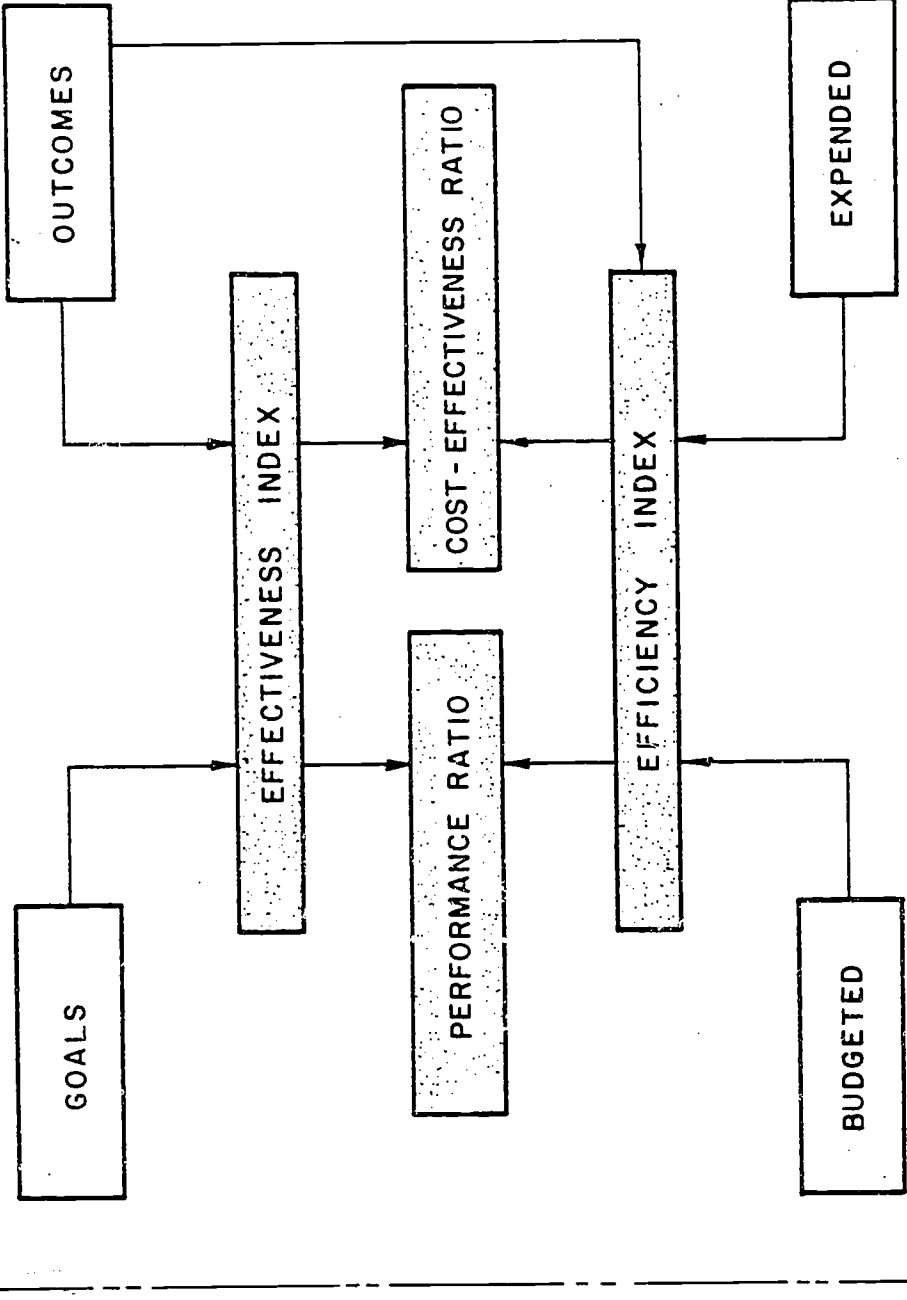 GOALS
OUTCOMES
EFFECTIVENESS INDEX
PERFORMANCE RATIO
COST-EFFECTIVENESS RATIO
EFFICIENCY INDEX
BUDGETED
EXPENDED